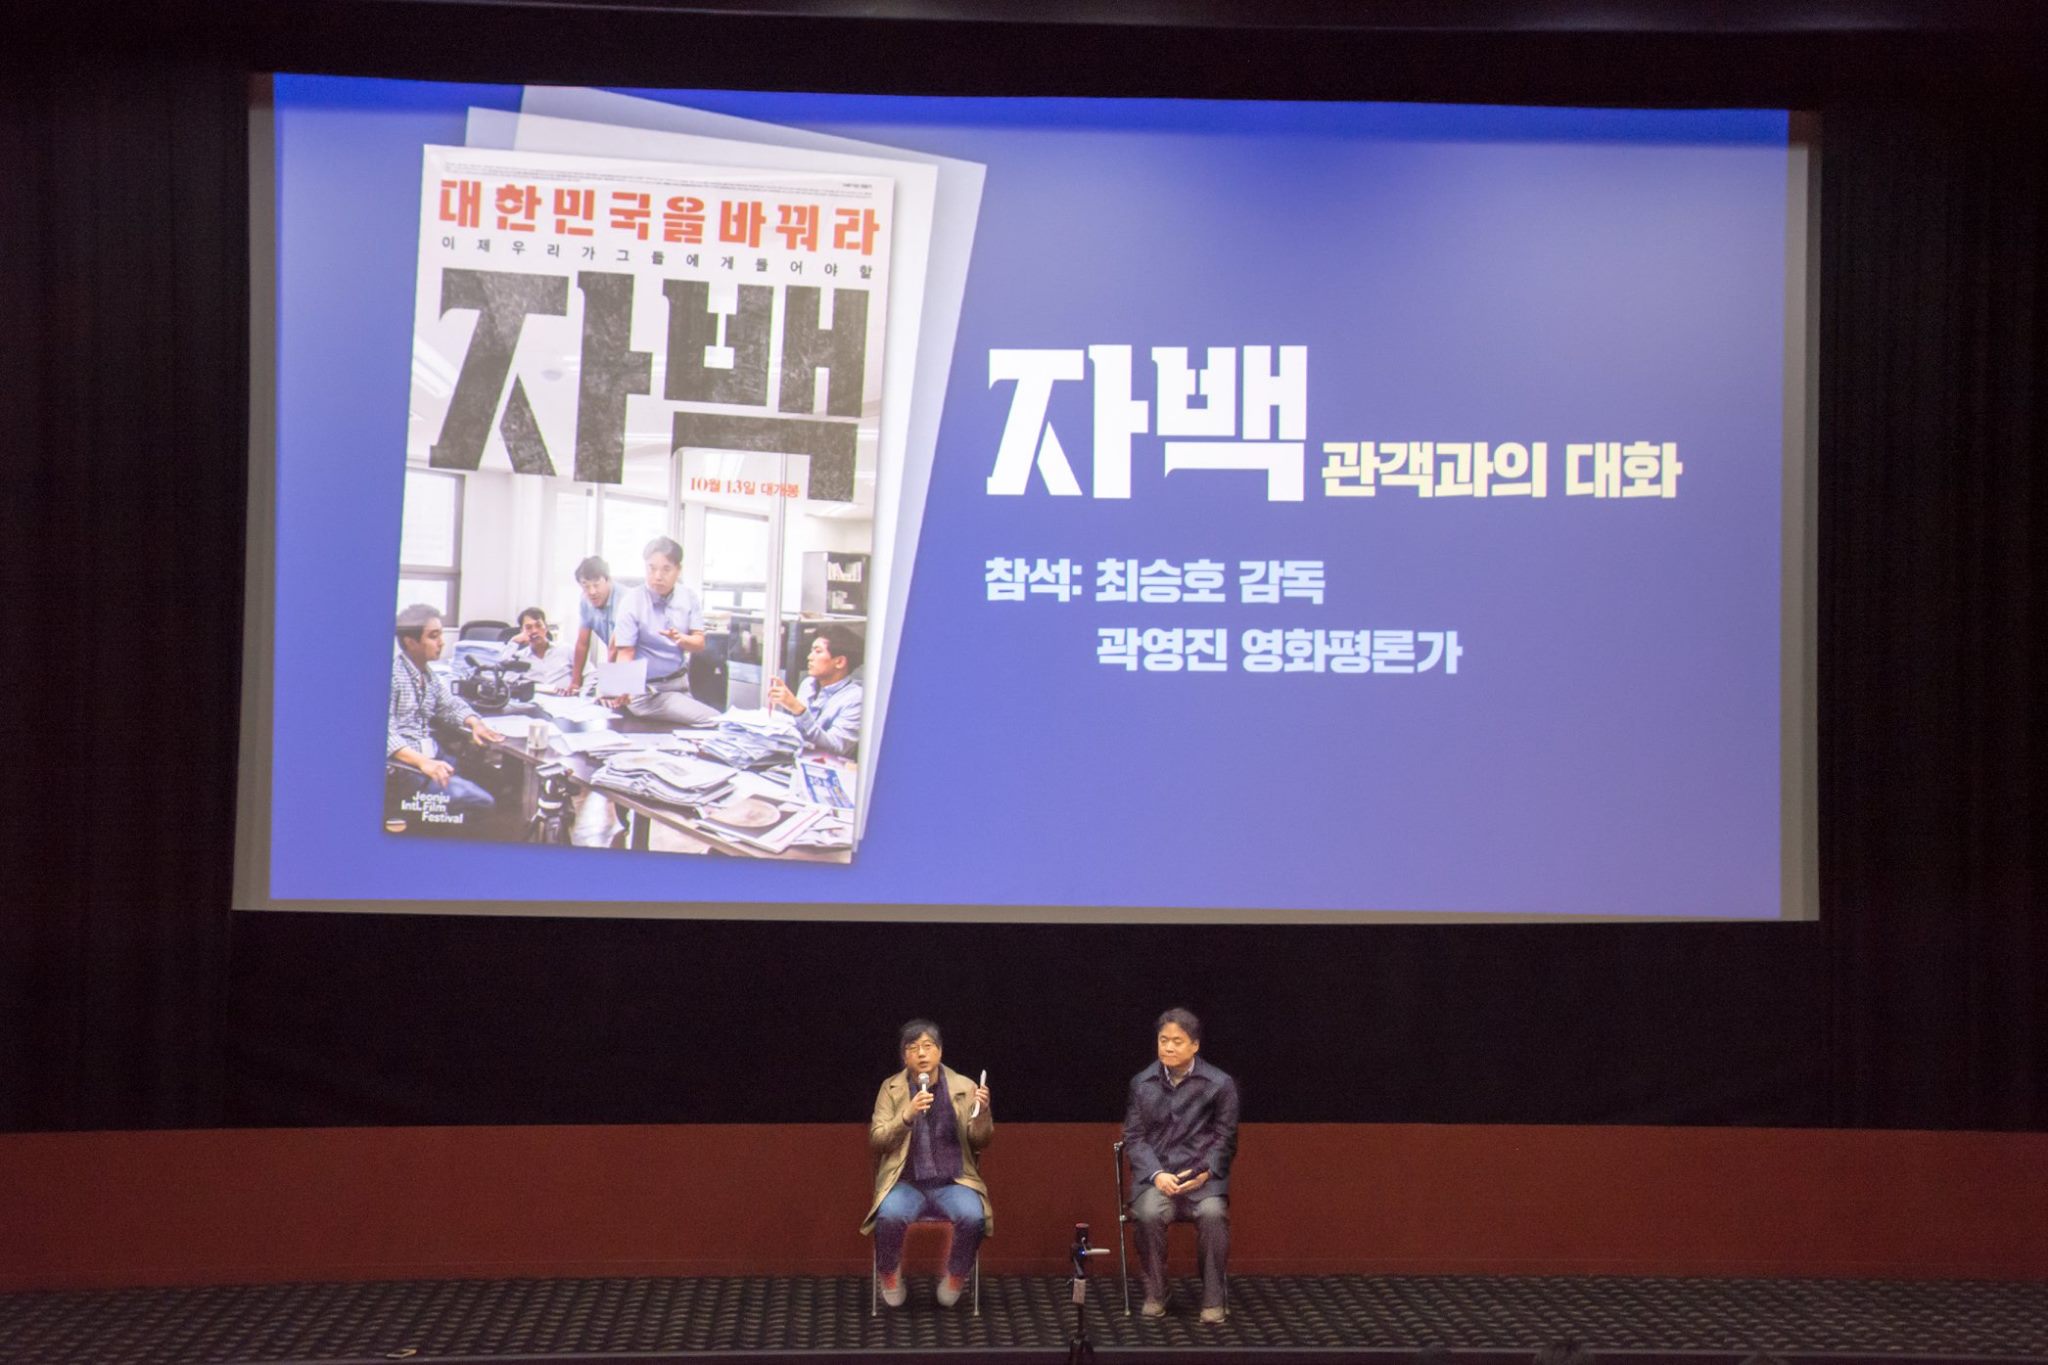 대한민국을 바꿔라
이제 우리가 그들에게 들어야 할
자백
10월 13일 대개봉
Jeonju
Intl. Film
Festival
자백 관객과의 대화
참석: 최승호 감독
곽영진 영화평론가